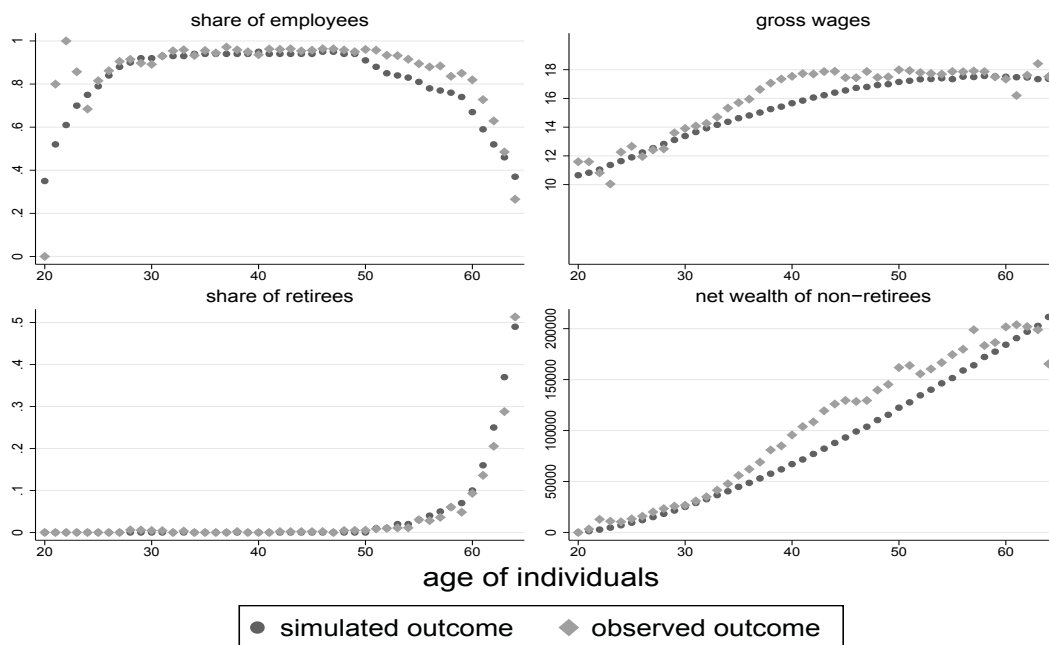 share of employees
1
.8
.6
.4
.2
0
20 30 40 50 60
gross wages
18
16
14
12
10
20 30 40 50 60
share of retirees
.5
.4
.3
.2
.1
0
20 30 40 50 60
net wealth of non−retirees
200000
150000
100000
50000
0
20 30 40 50 60
age of individuals
simulated outcome observed outcome